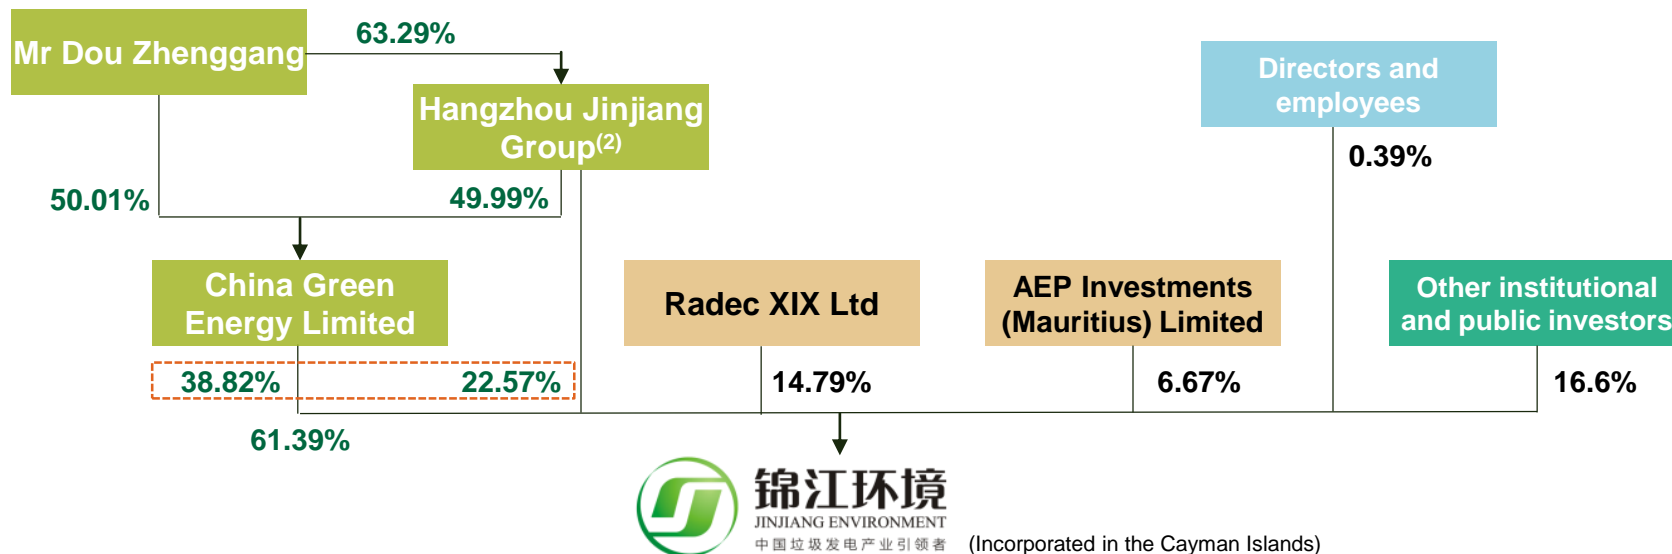 63.29%
Mr Dou Zhenggang
Directors and
employees
Hangzhou Jinjiang
Group(2)
0.39%
50.01%
49.99%
China Green
Energy Limited
Radec XIX Ltd
AEP Investments
(Mauritius) Limited
Other institutional
and public investors
38.82%
22.57%
14.79%
6.67%
16.6%
61.39%
锦江环境
JINJIANG ENVIRONMENT
中国垃圾发电产业引领者
(Incorporated in the Cayman Islands)